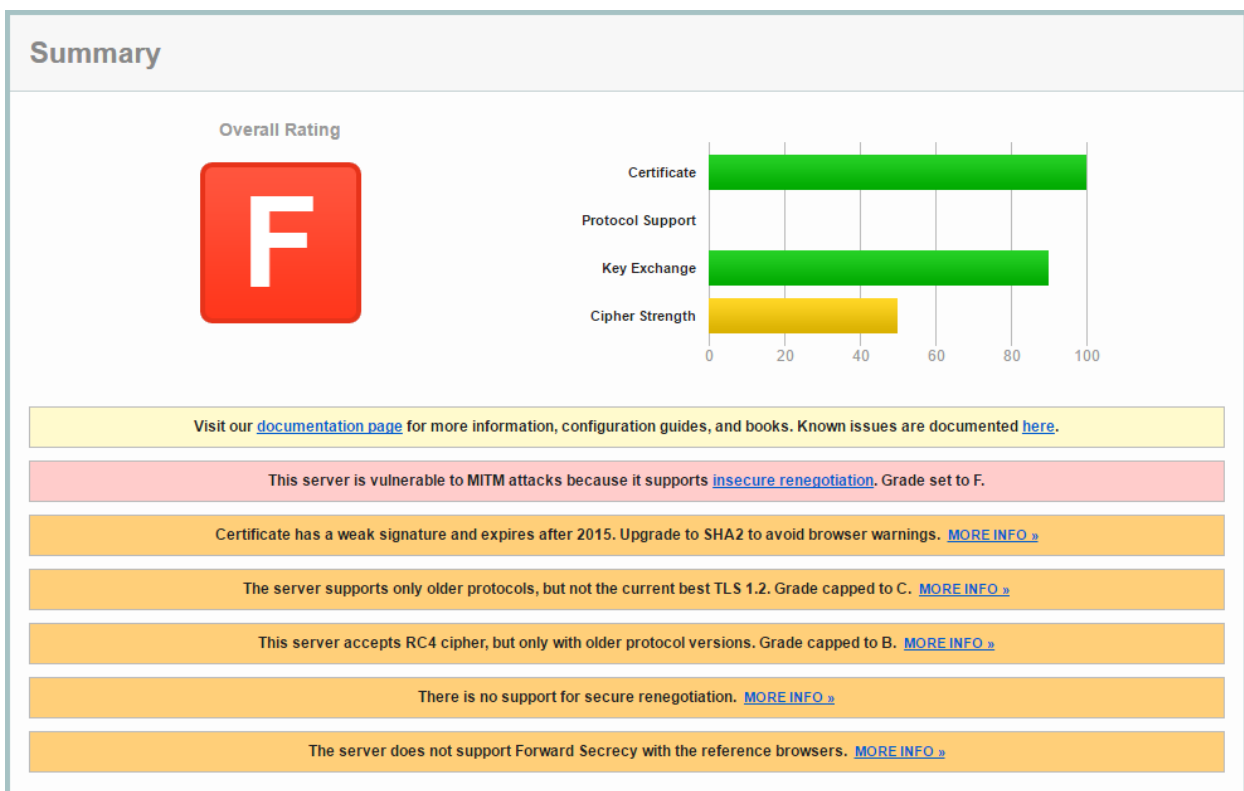 Summary
Overall Rating
F
Certificate
Protocol Support
Key Exchange
Cipher Strength
0 20 40 60 80 100
Visit our documentation page for more information, configuration guides, and books. Known issues are documented here.
This server is vulnerable to MITM attacks because it supports insecure renegotiation. Grade set to F.
Certificate has a weak signature and expires after 2015. Upgrade to SHA2 to avoid browser warnings. MORE INFO »
The server supports only older protocols, but not the current best TLS 1.2. Grade capped to C. MORE INFO »
This server accepts RC4 cipher, but only with older protocol versions. Grade capped to B. MORE INFO »
There is no support for secure renegotiation. MORE INFO »
The server does not support Forward Secrecy with the reference browsers. MORE INFO »